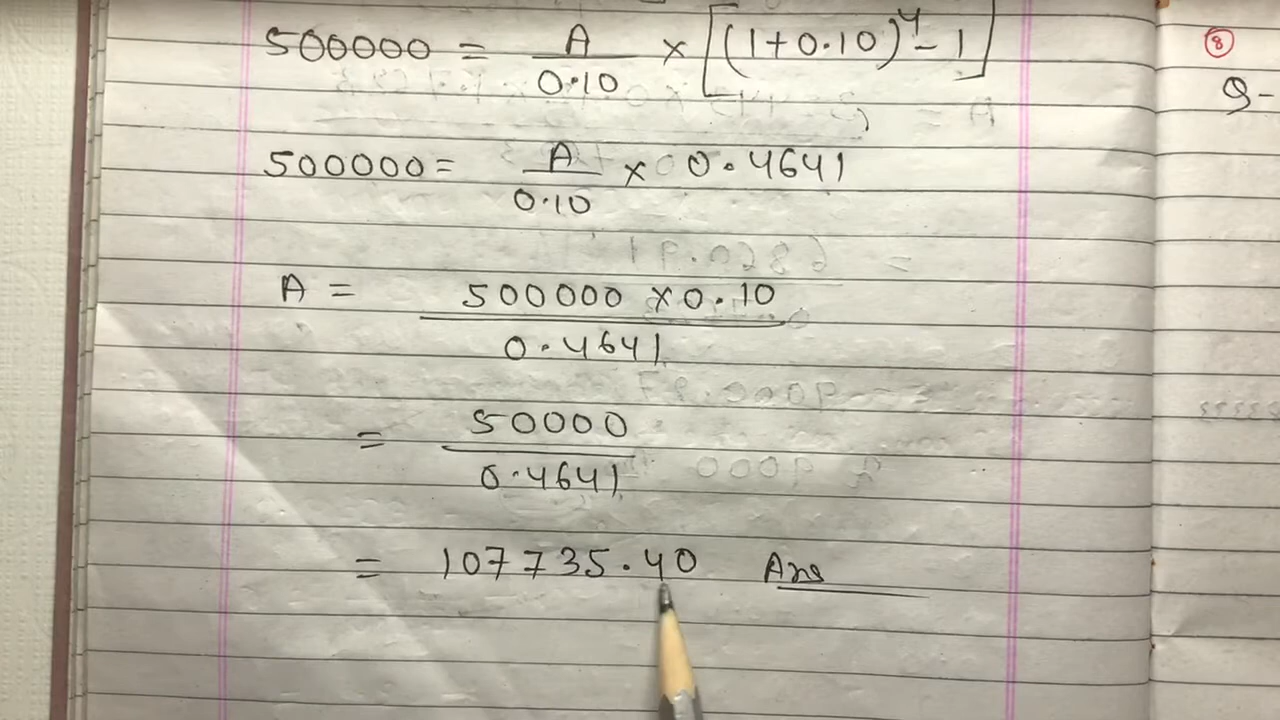 500000 = A/0.10 × [(1+0.10)^4 - 1]
500000 = A/0.10 × 0.4641
A = 500000 × 0.10 / 0.4641
= 50000 / 0.4641
= 107735.40 Ans
8
Q-